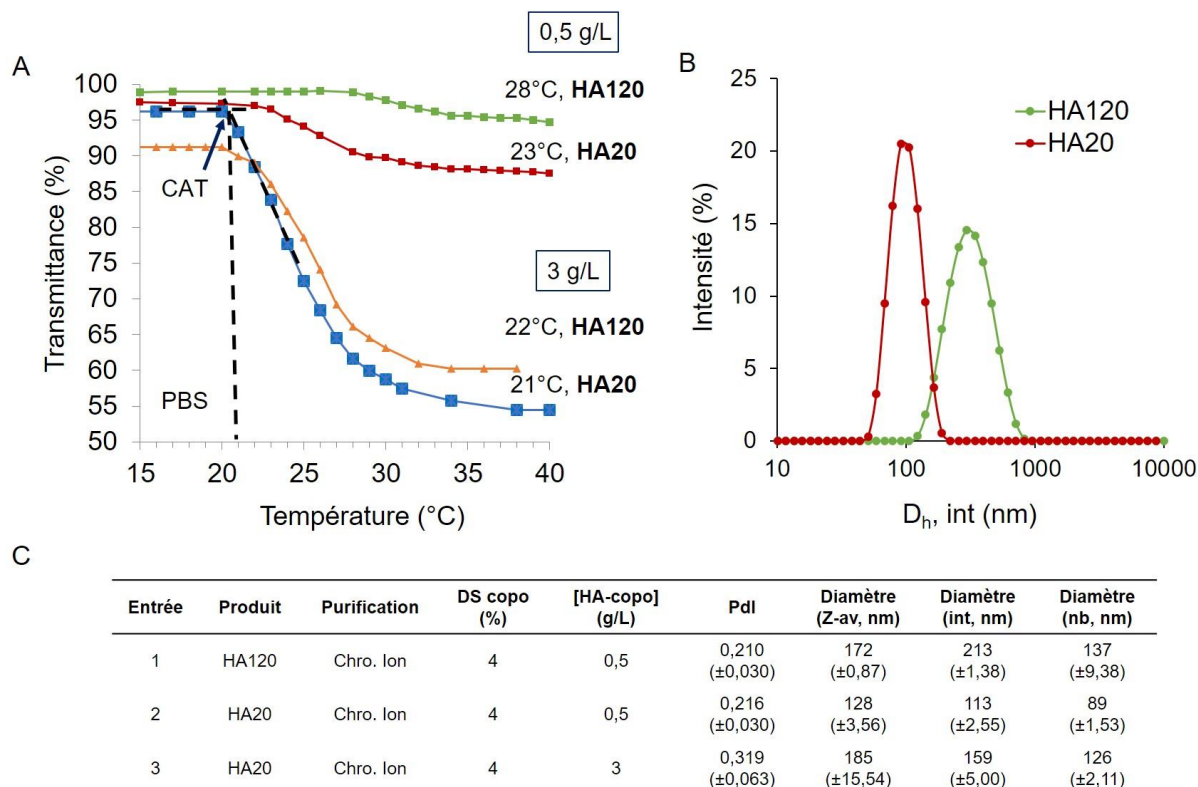 A
0,5 g/L
100
95
90
85
80
75
70
65
60
55
50
Transmittance (%)
28°C, HA120
23°C, HA20
CAT
3 g/L
22°C, HA120
21°C, HA20
PBS
15 20 25 30 35 40
Température (°C)
B
25
20
15
10
5
0
Intensité (%)
HA120
HA20
10 100 1000 10000
Dh, int (nm)
C
Entrée Produit Purification DS copo (%) [HA-copo] (g/L) PdI Diamètre (Z-av, nm) Diamètre (int, nm) Diamètre (nb, nm)
1 HA120 Chro. Ion 4 0,5 0,210 (±0,030) 172 (±0,87) 213 (±1,38) 137 (±9,38)
2 HA20 Chro. Ion 4 0,5 0,216 (±0,030) 128 (±3,56) 113 (±2,55) 89 (±1,53)
3 HA20 Chro. Ion 4 3 0,319 (±0,063) 185 (±15,54) 159 (±5,00) 126 (±2,11)